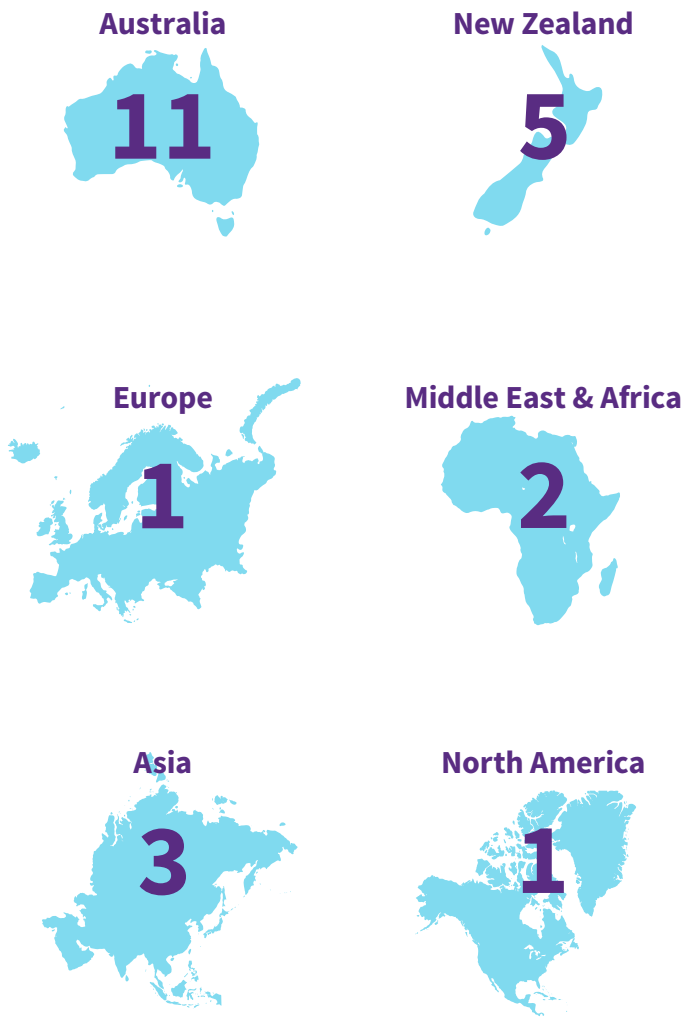 Australia
11
New Zealand
5
Europe
1
Middle East & Africa
2
Asia
3
North America
1